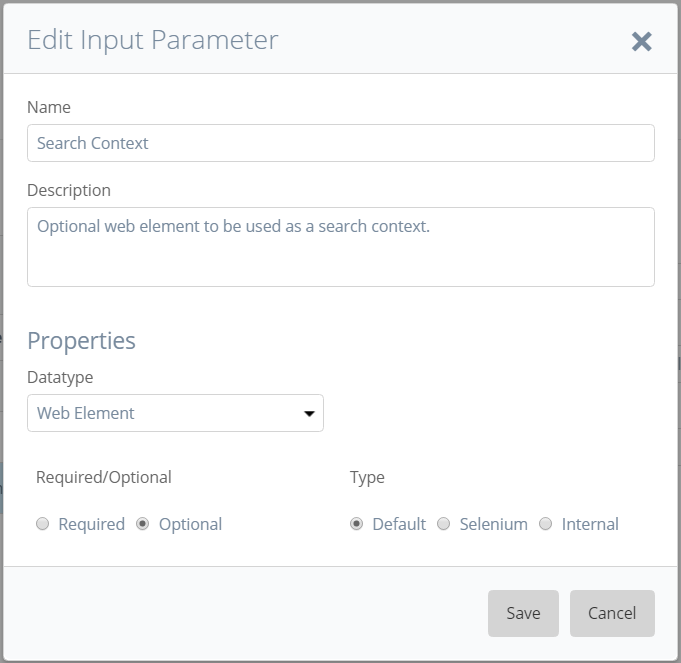 Edit Input Parameter
Name
Search Context
Description
Optional web element to be used as a search context.
Properties
Datatype
Web Element
Required/Optional Type
Required Optional Default Selenium Internal
Save Cancel